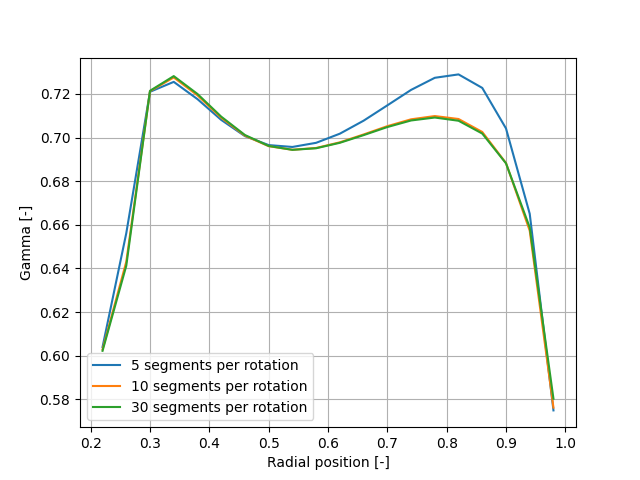 0.72
0.70
0.68
0.66
0.64
0.62
0.60
0.58
Gamma [-]
5 segments per rotation
10 segments per rotation
30 segments per rotation
0.2 0.3 0.4 0.5 0.6 0.7 0.8 0.9 1.0
Radial position [-]